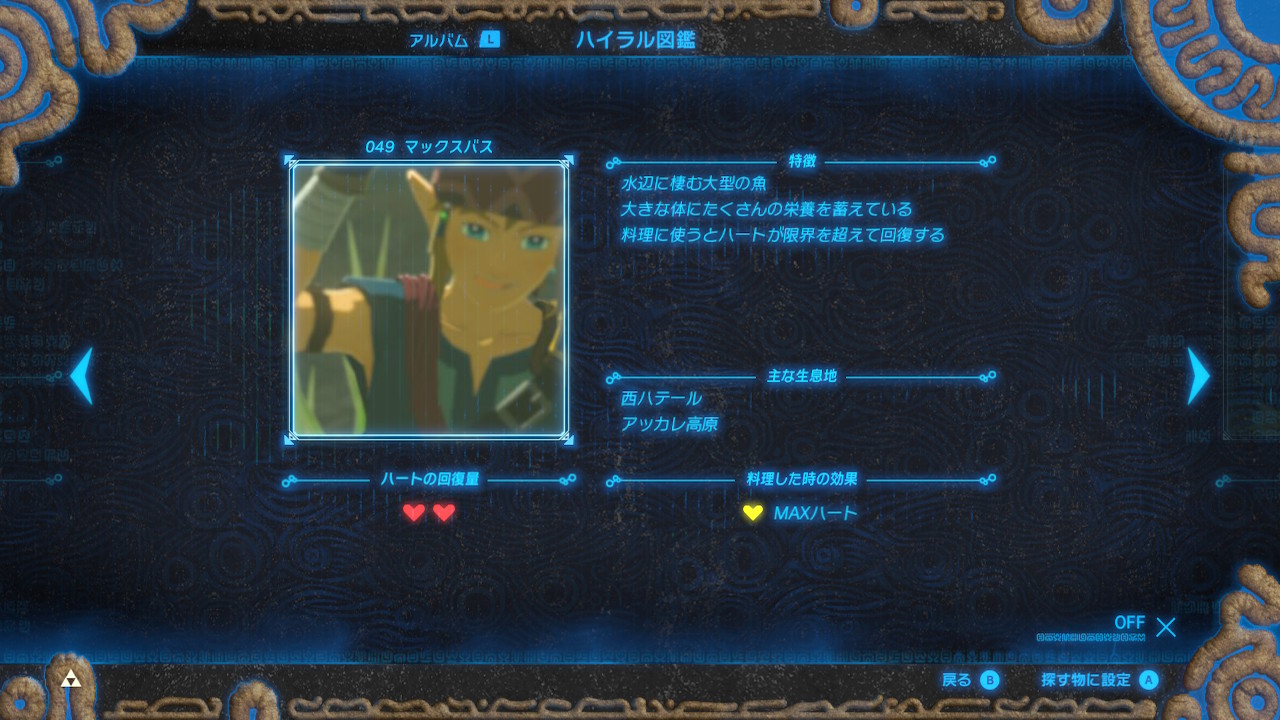 アルバム L
ハイラル図鑑
049 マックスバス
特徴
水辺に棲む大型の魚
大きな体にたくさんの栄養を蓄えている
料理に使うとハートが限界を超えて回復する
主な生息地
西ハテール
アッカレ高原
ハートの回復量
料理した時の効果
MAXハート
OFF
戻る B
探す物に設定 A